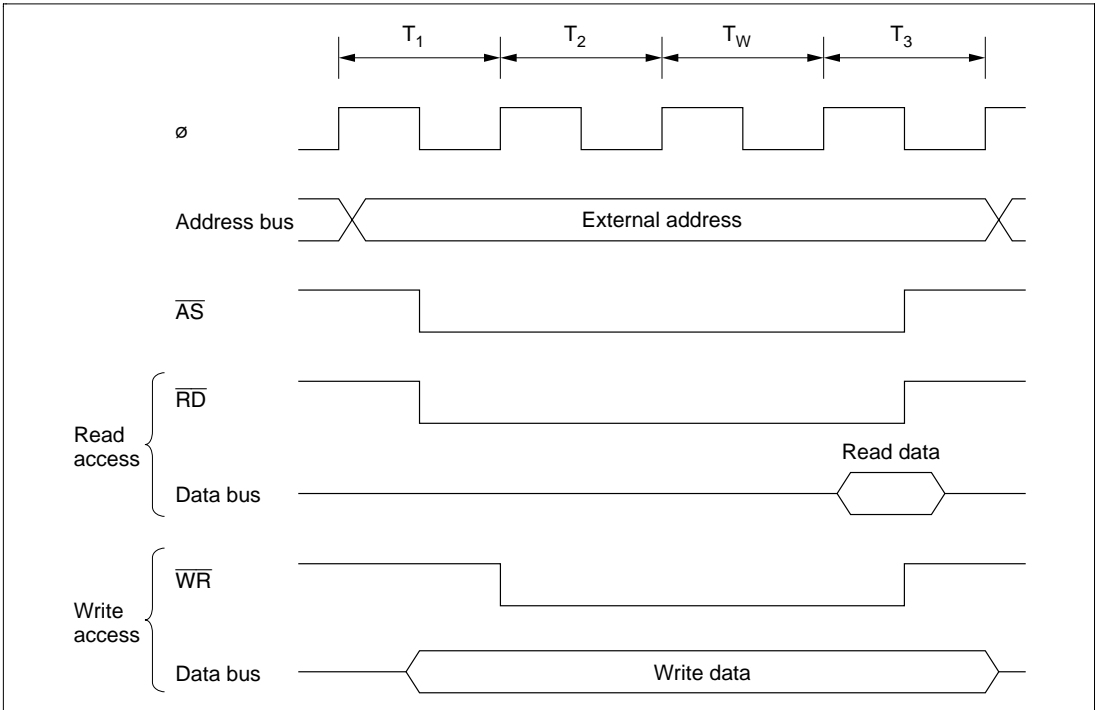 T1 T2 TW T3
ø
Address bus External address
AS
RD
Read access
Read data
Data bus
WR
Write access
Data bus Write data